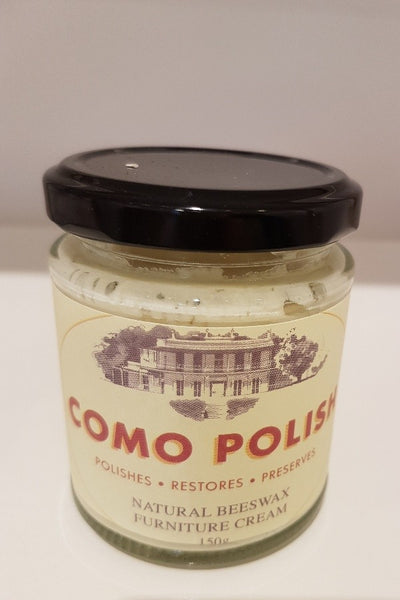 COMO POLISH
POLISHES • RESTORES • PRESERVES
NATURAL BEESWAX
FURNITURE CREAM
150g